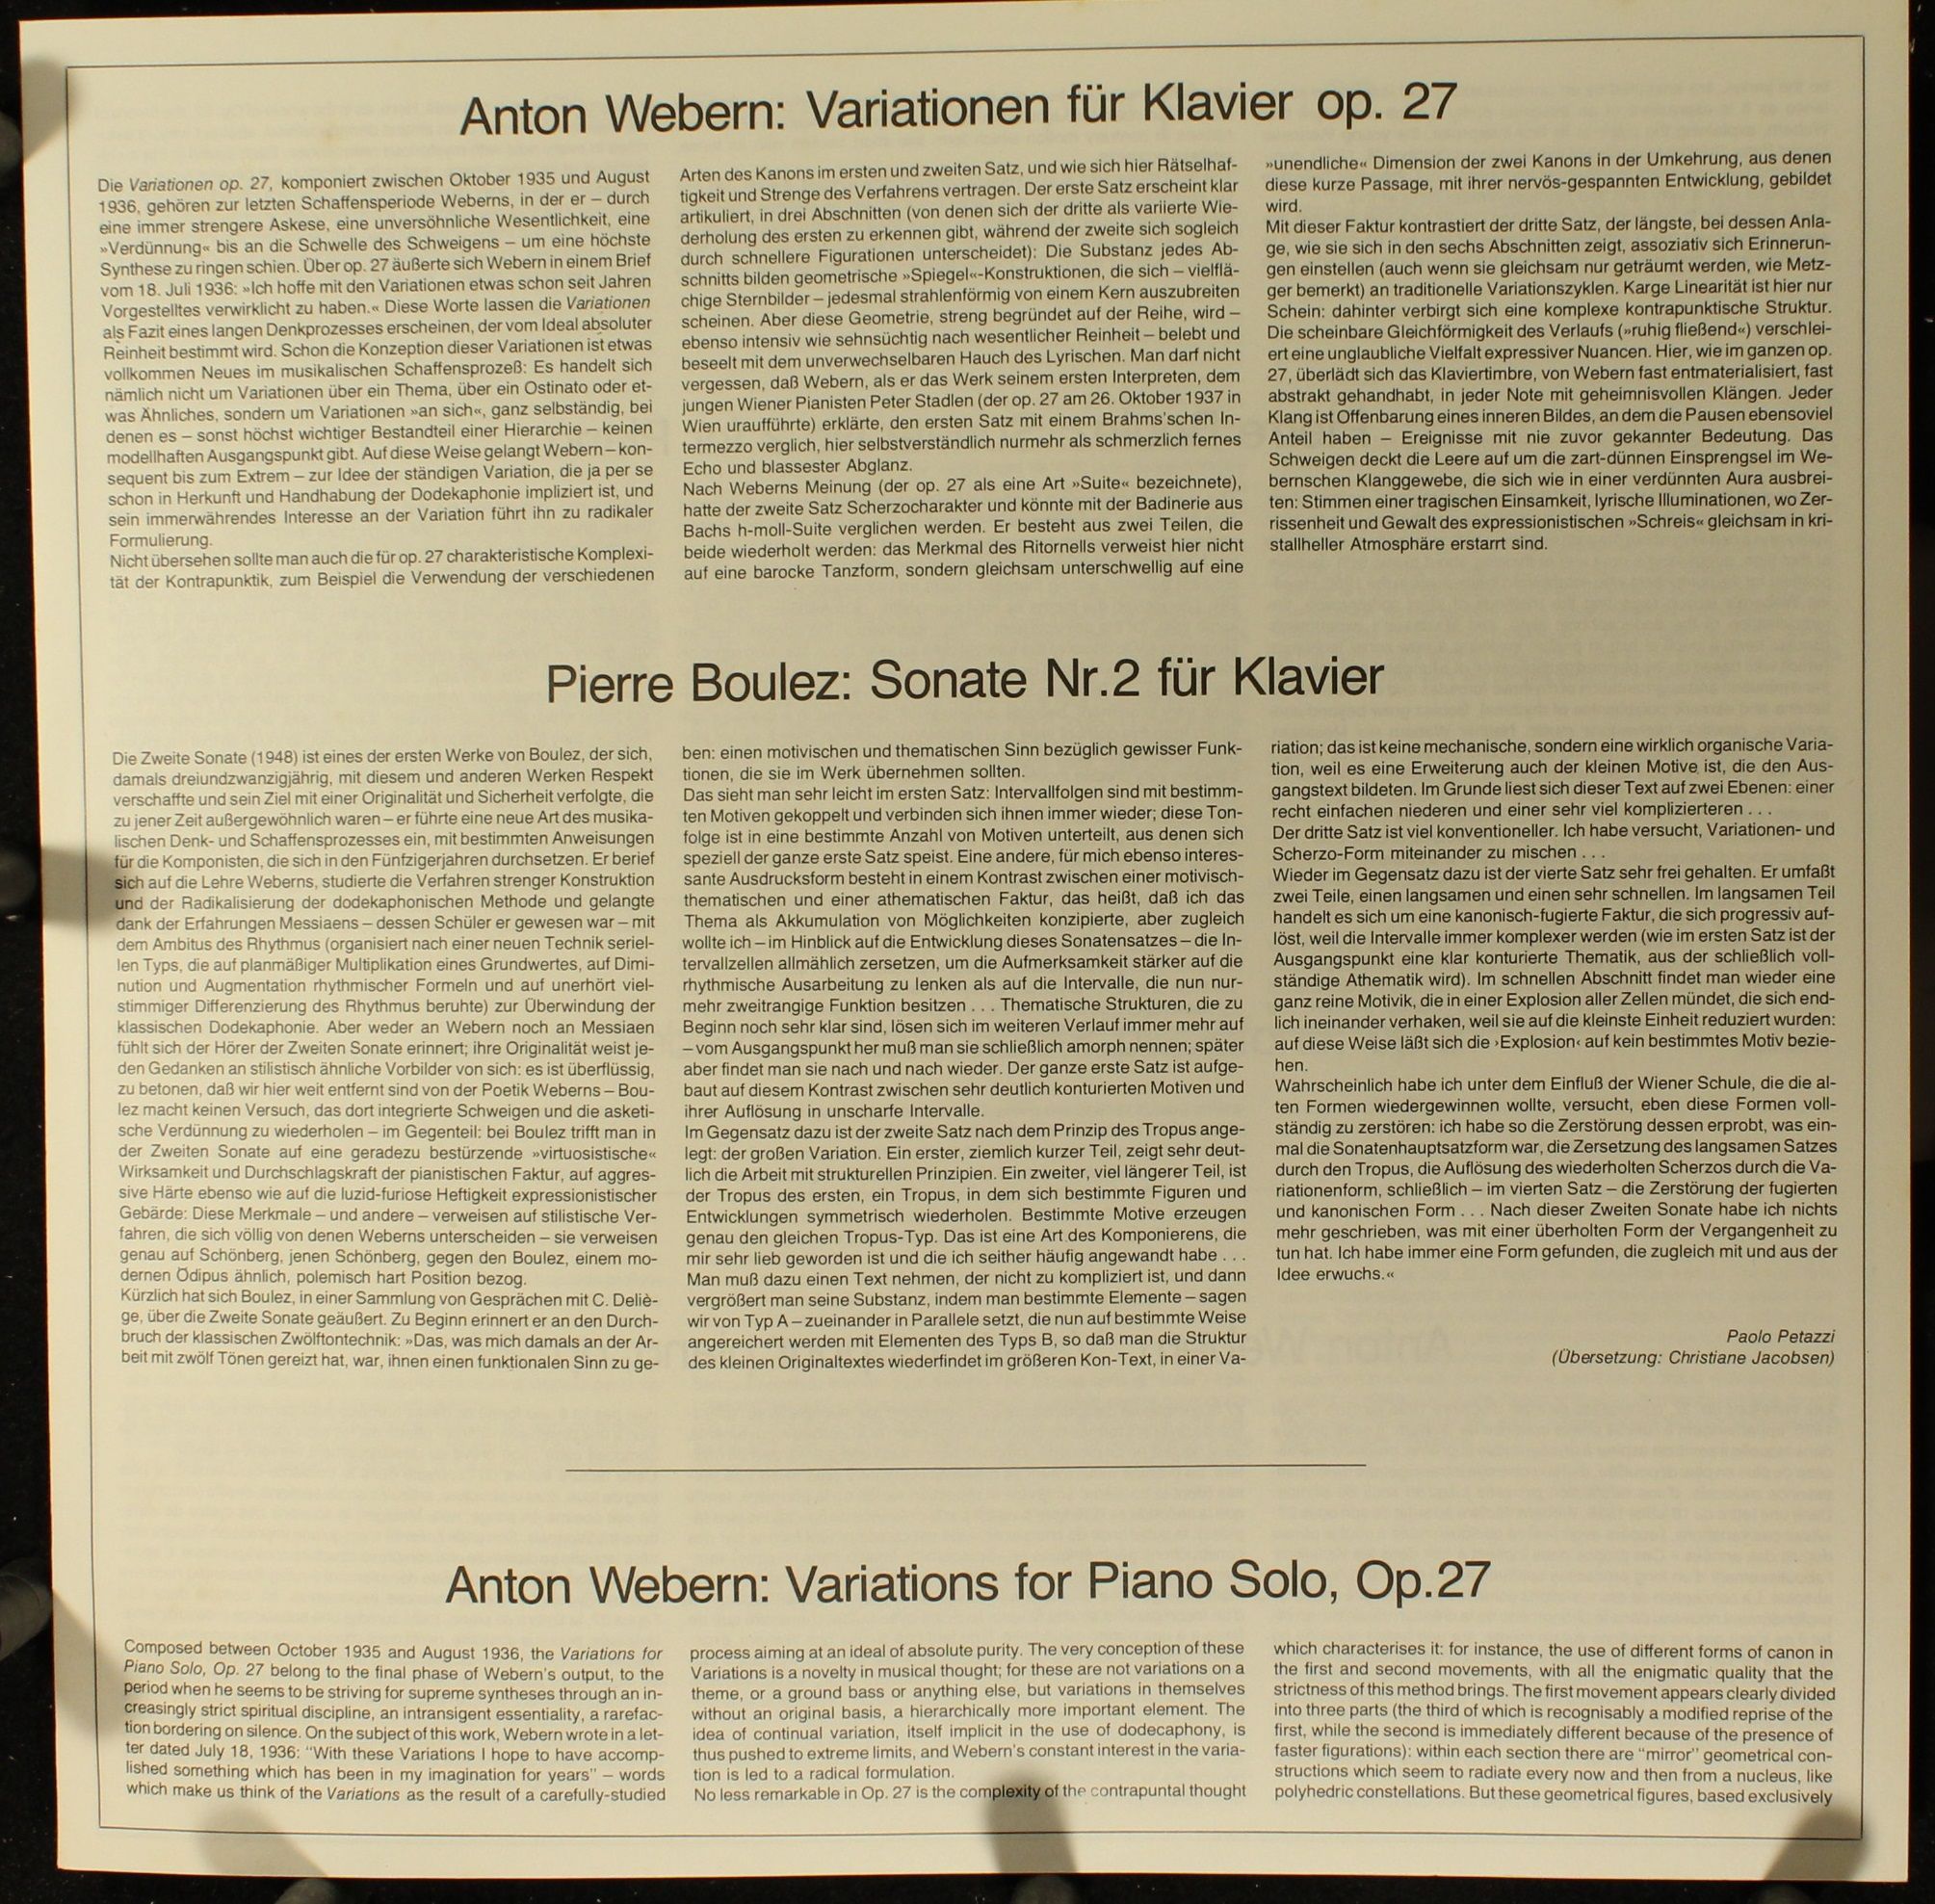 Anton Webern: Variationen für Klavier op. 27
Die Variationen op. 27, komponiert zwischen Oktober 1935 und August
1936, gehören zur letzten Schaffensperiode Weberns, in der er – durch
eine immer strengere Askese, eine unversöhnliche Wesentlichkeit, eine
»Verdünnung« bis an die Schwelle des Schweigens – um eine höchste
Synthese zu ringen schien. Über op. 27 äußerte sich Webern in einem Brief
vom 18. Juli 1936: »Ich hoffe mit den Variationen etwas schon seit Jahren
Vorgestelltes verwirklicht zu haben.« Diese Worte lassen die Variationen
als Fazit eines langen Denkprozesses erscheinen, der vom Ideal absoluter
Reinheit bestimmt wird. Schon die Konzeption dieser Variationen ist etwas
vollkommen Neues im musikalischen Schaffensprozeß: Es handelt sich
nämlich nicht um Variationen über ein Thema, über ein Ostinato oder et-
was Ähnliches, sondern um Variationen »an sich«, ganz selbständig, bei
denen es – sonst höchst wichtiger Bestandteil einer Hierarchie – keinen
modellhaften Ausgangspunkt gibt. Auf diese Weise gelangt Webern – kon-
sequent bis zum Extrem – zur Idee der ständigen Variation, die ja per se
schon in Herkunft und Handhabung der Dodekaphonie impliziert ist, und
sein immerwährendes Interesse an der Variation führt ihn zu radikaler
Formulierung.
Nicht übersehen sollte man auch die für op. 27 charakteristische Komplexi-
tät der Kontrapunktik, zum Beispiel die Verwendung der verschiedenen
Arten des Kanons im ersten und zweiten Satz, und wie sich hier Rätselhaf-
tigkeit und Strenge des Verfahrens vertragen. Der erste Satz erscheint klar
artikuliert, in drei Abschnitten (von denen sich der dritte als variierte Wie-
derholung des ersten zu erkennen gibt, während der zweite sich sogleich
durch schnellere Figurationen unterscheidet): Die Substanz jedes Ab-
schnitts bilden geometrische »Spiegel«-Konstruktionen, die sich – vielflä-
chige Sternbilder – jedesmal strahlenförmig von einem Kern auszubreiten
scheinen. Aber diese Geometrie, streng begründet auf der Reihe, wird –
ebenso intensiv wie sehnsüchtig nach wesentlicher Reinheit – belebt und
beseelt mit dem unverwechselbaren Hauch des Lyrischen. Man darf nicht
vergessen, daß Webern, als er das Werk seinem ersten Interpreten, dem
jungen Wiener Pianisten Peter Stadlen (der op. 27 am 26. Oktober 1937 in
Wien uraufführte) erklärte, den ersten Satz mit einem Brahms'schen In-
termezzo verglich, hier selbstverständlich nurmehr als schmerzlich fernes
Echo und blassester Abglanz.
Nach Weberns Meinung (der op. 27 als eine Art »Suite« bezeichnete),
hatte der zweite Satz Scherzocharakter und könnte mit der Badinerie aus
Bachs h-moll-Suite verglichen werden. Er besteht aus zwei Teilen, die
beide wiederholt werden: das Merkmal des Ritornells verweist hier nicht
auf eine barocke Tanzform, sondern gleichsam unterschwellig auf eine
»unendliche« Dimension der zwei Kanons in der Umkehrung, aus denen
diese kurze Passage, mit ihrer nervös-gespannten Entwicklung, gebildet
wird.
Mit dieser Faktur kontrastiert der dritte Satz, der längste, bei dessen Anla-
ge, wie sie sich in den sechs Abschnitten zeigt, assoziativ sich Erinnerun-
gen einstellen (auch wenn sie gleichsam nur geträumt werden, wie Metz-
ger bemerkt) an traditionelle Variationszyklen. Karge Linearität ist hier nur
Schein: dahinter verbirgt sich eine komplexe kontrapunktische Struktur.
Die scheinbare Gleichförmigkeit des Verlaufs (»ruhig fließend«) verschlei-
ert eine unglaubliche Vielfalt expressiver Nuancen. Hier, wie im ganzen op.
27, überlädt sich das Klaviertimbre, von Webern fast entmaterialisiert, fast
abstrakt gehandhabt, in jeder Note mit geheimnisvollen Klängen. Jeder
Klang ist Offenbarung eines inneren Bildes, an dem die Pausen ebensoviel
Anteil haben – Ereignisse mit nie zuvor gekannter Bedeutung. Das
Schweigen deckt die Leere auf um die zart-dünnen Einsprengsel im We-
bernschen Klanggewebe, die sich wie in einer verdünnten Aura ausbrei-
ten: Stimmen einer tragischen Einsamkeit, lyrische Illuminationen, wo Zer-
rissenheit und Gewalt des expressionistischen »Schreis« gleichsam in kri-
stallheller Atmosphäre erstarrt sind.
Pierre Boulez: Sonate Nr.2 für Klavier
Die Zweite Sonate (1948) ist eines der ersten Werke von Boulez, der sich,
damals dreiundzwanzigjährig, mit diesem und anderen Werken Respekt
verschaffte und sein Ziel mit einer Originalität und Sicherheit verfolgte, die
zu jener Zeit außergewöhnlich waren – er führte eine neue Art des musika-
lischen Denk- und Schaffensprozesses ein, mit bestimmten Anweisungen
für die Komponisten, die sich in den Fünfzigerjahren durchsetzen. Er berief
sich auf die Lehre Weberns, studierte die Verfahren strenger Konstruktion
und der Radikalisierung der dodekaphonischen Methode und gelangte
dank der Erfahrungen Messiaens – dessen Schüler er gewesen war – mit
dem Ambitus des Rhythmus (organisiert nach einer neuen Technik seriel-
len Typs, die auf planmäßiger Multiplikation eines Grundwertes, auf Dimi-
nution und Augmentation rhythmischer Formeln und auf unerhört viel-
stimmiger Differenzierung des Rhythmus beruhte) zur Überwindung der
klassischen Dodekaphonie. Aber weder an Webern noch an Messiaen
fühlt sich der Hörer der Zweiten Sonate erinnert; ihre Originalität weist je-
den Gedanken an stilistisch ähnliche Vorbilder von sich: es ist überflüssig,
zu betonen, daß wir hier weit entfernt sind von der Poetik Weberns – Bou-
lez macht keinen Versuch, das dort integrierte Schweigen und die asketi-
sche Verdünnung zu wiederholen – im Gegenteil: bei Boulez trifft man in
der Zweiten Sonate auf eine geradezu bestürzende »virtuosistische«
Wirksamkeit und Durchschlagskraft der pianistischen Faktur, auf aggres-
sive Härte ebenso wie auf die luzid-furiose Heftigkeit expressionistischer
Gebärde: Diese Merkmale – und andere – verweisen auf stilistische Ver-
fahren, die sich völlig von denen Weberns unterscheiden – sie verweisen
genau auf Schönberg, jenen Schönberg, gegen den Boulez, einem mo-
dernen Ödipus ähnlich, polemisch hart Position bezog.
Kürzlich hat sich Boulez, in einer Sammlung von Gesprächen mit C. Deliè-
ge, über die Zweite Sonate geäußert. Zu Beginn erinnert er an den Durch-
bruch der klassischen Zwölftontechnik: »Das, was mich damals an der Ar-
beit mit zwölf Tönen gereizt hat, war, ihnen einen funktionalen Sinn zu ge-
ben: einen motivischen und thematischen Sinn bezüglich gewisser Funk-
tionen, die sie im Werk übernehmen sollten.
Das sieht man sehr leicht im ersten Satz: Intervallfolgen sind mit bestimm-
ten Motiven gekoppelt und verbinden sich ihnen immer wieder; diese Ton-
folge ist in eine bestimmte Anzahl von Motiven unterteilt, aus denen sich
speziell der ganze erste Satz speist. Eine andere, für mich ebenso interes-
sante Ausdrucksform besteht in einem Kontrast zwischen einer motivisch-
thematischen und einer athematischen Faktur, das heißt, daß ich das
Thema als Akkumulation von Möglichkeiten konzipierte, aber zugleich
wollte ich – im Hinblick auf die Entwicklung dieses Sonatensatzes – die In-
tervallzellen allmählich zersetzen, um die Aufmerksamkeit stärker auf die
rhythmische Ausarbeitung zu lenken als auf die Intervalle, die nun nur-
mehr zweitrangige Funktion besitzen . . . Thematische Strukturen, die zu
Beginn noch sehr klar sind, lösen sich im weiteren Verlauf immer mehr auf
– vom Ausgangspunkt her muß man sie schließlich amorph nennen; später
aber findet man sie nach und nach wieder. Der ganze erste Satz ist aufge-
baut auf diesem Kontrast zwischen sehr deutlich konturierten Motiven und
ihrer Auflösung in unscharfe Intervalle.
Im Gegensatz dazu ist der zweite Satz nach dem Prinzip des Tropus ange-
legt: der großen Variation. Ein erster, ziemlich kurzer Teil, zeigt sehr deut-
lich die Arbeit mit strukturellen Prinzipien. Ein zweiter, viel längerer Teil, ist
der Tropus des ersten, ein Tropus, in dem sich bestimmte Figuren und
Entwicklungen symmetrisch wiederholen. Bestimmte Motive erzeugen
genau den gleichen Tropus-Typ. Das ist eine Art des Komponierens, die
mir sehr lieb geworden ist und die ich seither häufig angewandt habe . . .
Man muß dazu einen Text nehmen, der nicht zu kompliziert ist, und dann
vergrößert man seine Substanz, indem man bestimmte Elemente – sagen
wir von Typ A – zueinander in Parallele setzt, die nun auf bestimmte Weise
angereichert werden mit Elementen des Typs B, so daß man die Struktur
des kleinen Originaltextes wiederfindet im größeren Kon-Text, in einer Va-
riation; das ist keine mechanische, sondern eine wirklich organische Varia-
tion, weil es eine Erweiterung auch der kleinen Motive ist, die den Aus-
gangstext bildeten. Im Grunde liest sich dieser Text auf zwei Ebenen: einer
recht einfachen niederen und einer sehr viel komplizierteren . . .
Der dritte Satz ist viel konventioneller. Ich habe versucht, Variationen- und
Scherzo-Form miteinander zu mischen . . .
Wieder im Gegensatz dazu ist der vierte Satz sehr frei gehalten. Er umfaßt
zwei Teile, einen langsamen und einen sehr schnellen. Im langsamen Teil
handelt es sich um eine kanonisch-fugierte Faktur, die sich progressiv auf-
löst, weil die Intervalle immer komplexer werden (wie im ersten Satz ist der
Ausgangspunkt eine klar konturierte Thematik, aus der schließlich voll-
ständige Athematik wird). Im schnellen Abschnitt findet man wieder eine
ganz reine Motivik, die in einer Explosion aller Zellen mündet, die sich end-
lich ineinander verhaken, weil sie auf die kleinste Einheit reduziert wurden:
auf diese Weise läßt sich die ›Explosion‹ auf kein bestimmtes Motiv bezie-
hen.
Wahrscheinlich habe ich unter dem Einfluß der Wiener Schule, die die al-
ten Formen wiedergewinnen wollte, versucht, eben diese Formen voll-
ständig zu zerstören: ich habe so die Zerstörung dessen erprobt, was ein-
mal die Sonatenhauptsatzform war, die Zersetzung des langsamen Satzes
durch den Tropus, die Auflösung des wiederholten Scherzos durch die Va-
riationenform, schließlich – im vierten Satz – die Zerstörung der fugierten
und kanonischen Form . . . Nach dieser Zweiten Sonate habe ich nichts
mehr geschrieben, was mit einer überholten Form der Vergangenheit zu
tun hat. Ich habe immer eine Form gefunden, die zugleich mit und aus der
Idee erwuchs.«
Paolo Petazzi
(Übersetzung: Christiane Jacobsen)
Anton Webern: Variations for Piano Solo, Op.27
Composed between October 1935 and August 1936, the Variations for
Piano Solo, Op. 27 belong to the final phase of Webern's output, to the
period when he seems to be striving for supreme syntheses through an in-
creasingly strict spiritual discipline, an intransigent essentiality, a rarefac-
tion bordering on silence. On the subject of this work, Webern wrote in a let-
ter dated July 18, 1936: "With these Variations I hope to have accomp-
lished something which has been in my imagination for years" – words
which make us think of the Variations as the result of a carefully-studied
process aiming at an ideal of absolute purity. The very conception of these
Variations is a novelty in musical thought; for these are not variations on a
theme, or a ground bass or anything else, but variations in themselves
without an original basis, a hierarchically more important element. The
idea of continual variation, itself implicit in the use of dodecaphony, is
thus pushed to extreme limits, and Webern's constant interest in the varia-
tion is led to a radical formulation.
No less remarkable in Op. 27 is the complexity of the contrapuntal thought
which characterises it: for instance, the use of different forms of canon in
the first and second movements, with all the enigmatic quality that the
strictness of this method brings. The first movement appears clearly divided
into three parts (the third of which is recognisably a modified reprise of the
first, while the second is immediately different because of the presence of
faster figurations): within each section there are "mirror" geometrical con-
structions which seem to radiate every now and then from a nucleus, like
polyhedric constellations. But these geometrical figures, based exclusively